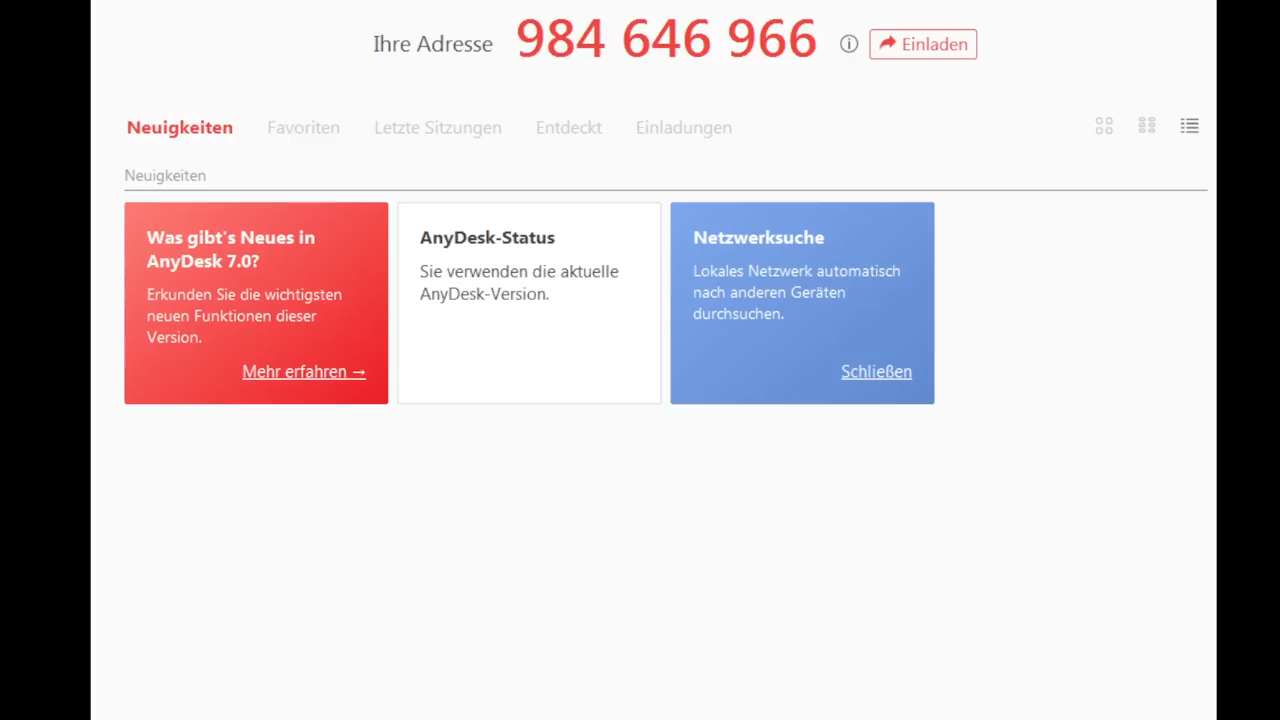 Ihre Adresse 984 646 966 Einladen
Neuigkeiten Favoriten Letzte Sitzungen Entdeckt Einladungen
Neuigkeiten
Was gibt's Neues in
AnyDesk 7.0?
Erkunden Sie die wichtigsten
neuen Funktionen dieser
Version.
Mehr erfahren →
AnyDesk-Status
Sie verwenden die aktuelle
AnyDesk-Version.
Netzwerksuche
Lokales Netzwerk automatisch
nach anderen Geräten
durchsuchen.
Schließen